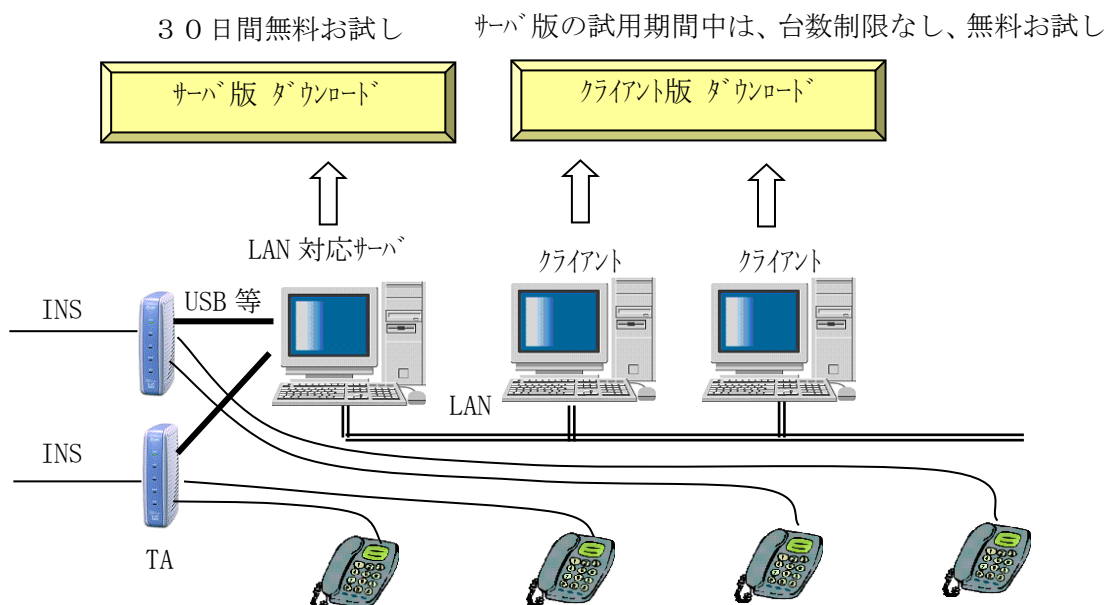 ３０日間無料お試し
ｻｰﾊﾞ版の試用期間中は、台数制限なし、無料お試し
ｻｰﾊﾞ版 ﾀﾞｳﾝﾛｰﾄﾞ
ｸﾗｲｱﾝﾄ版 ﾀﾞｳﾝﾛｰﾄﾞ
LAN 対応ｻｰﾊﾞ
ｸﾗｲｱﾝﾄ
ｸﾗｲｱﾝﾄ
INS
USB 等
LAN
INS
TA